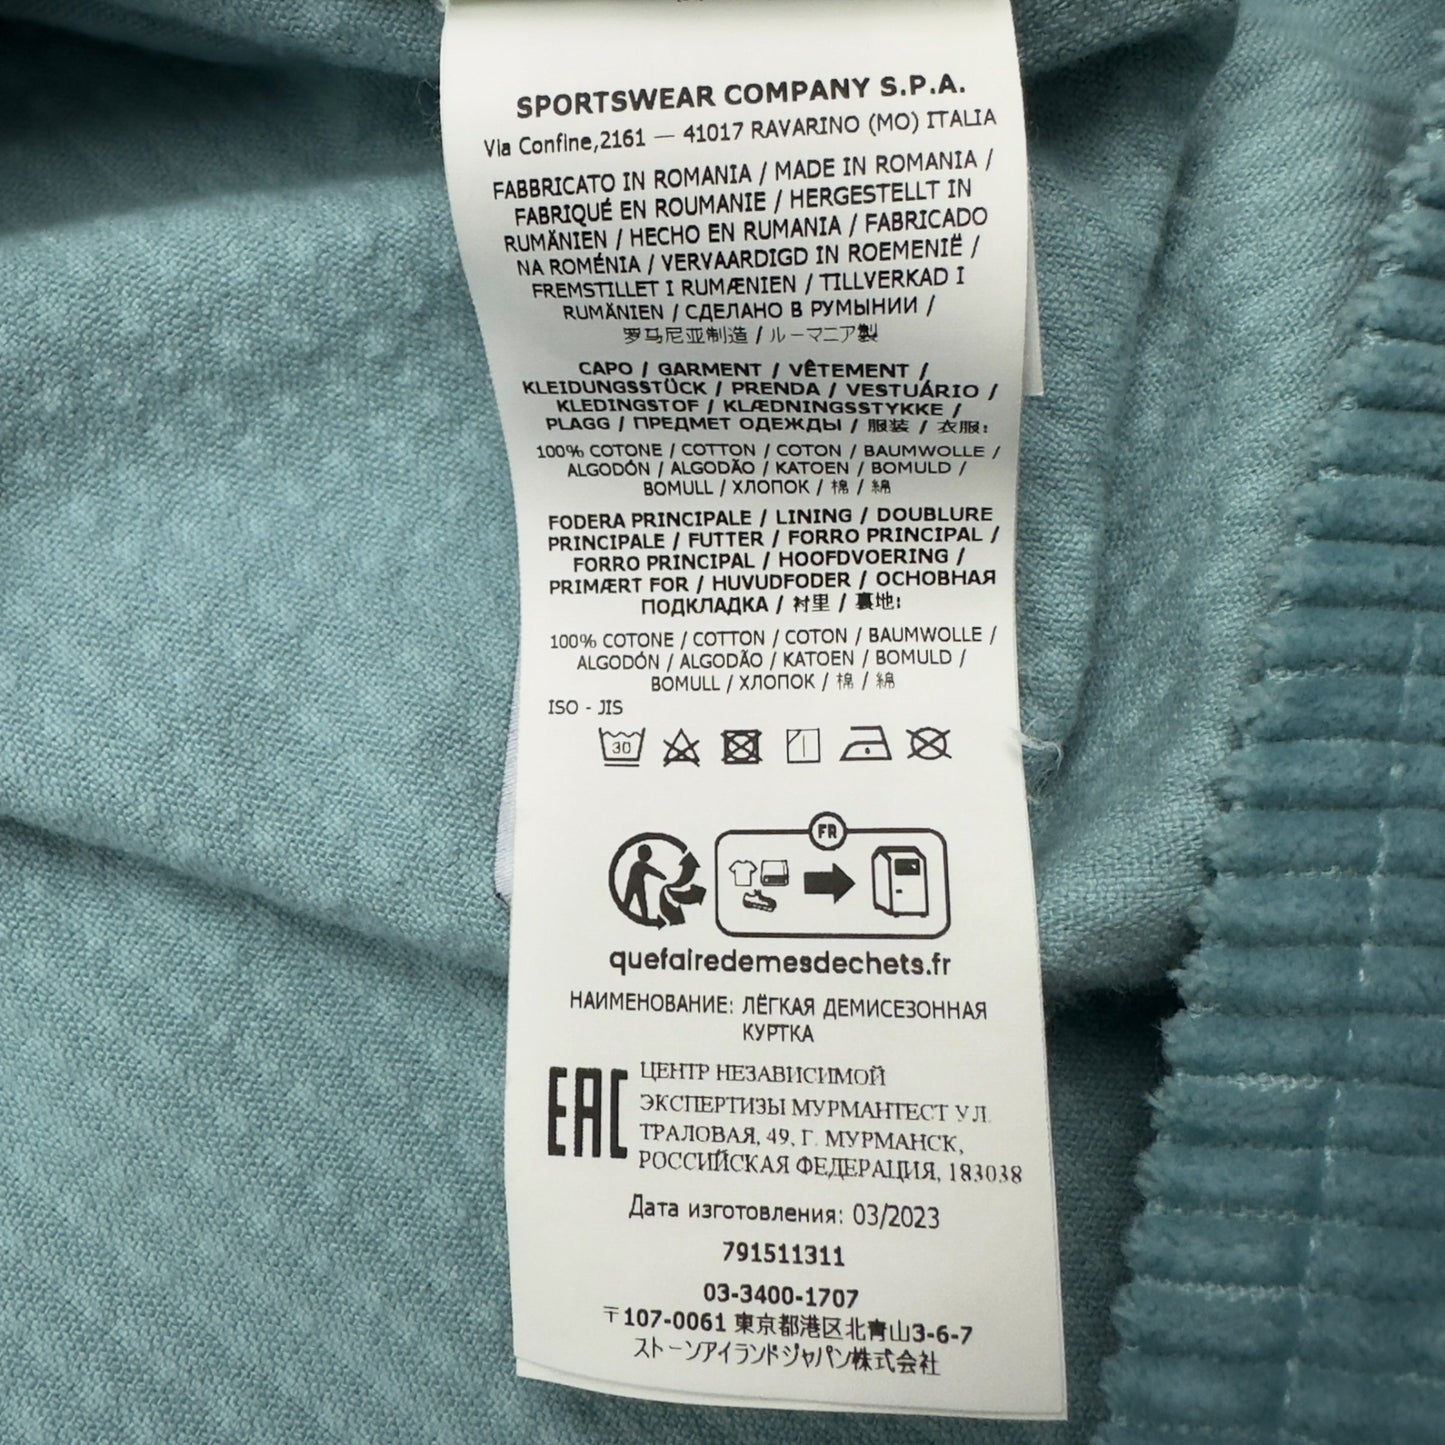 SPORTSWEAR COMPANY S.P.A.
Via Confine,2161 — 41017 RAVARINO (MO) ITALIA
FABBRICATO IN ROMANIA / MADE IN ROMANIA /
FABRIQUÉ EN ROUMANIE / HERGESTELLT IN
RUMÄNIEN / HECHO EN RUMANIA / FABRICADO
NA ROMÉNIA / VERVAARDIGD IN ROEMENIË /
FREMSTILLET I RUMÆNIEN / TILLVERKAD I
RUMÄNIEN / СДЕЛАНО В РУМЫНИИ /
罗马尼亚制造 / ルーマニア製
CAPO / GARMENT / VÊTEMENT /
KLEIDUNGSSTÜCK / PRENDA / VESTUÁRIO /
KLEDINGSTOF / KLÆDNINGSSTYKKE /
PLAGG / ПРЕДМЕТ ОДЕЖДЫ / 服装 / 衣服:
100% COTONE / COTTON / COTON / BAUMWOLLE /
ALGODÓN / ALGODÃO / KATOEN / BOMULD /
BOMULL / ХЛОПОК / 棉 / 綿
FODERA PRINCIPALE / LINING / DOUBLURE
PRINCIPALE / FUTTER / FORRO PRINCIPAL /
FORRO PRINCIPAL / HOOFDVOERING /
PRIMÆRT FOR / HUVUDFODER / ОСНОВНАЯ
ПОДКЛАДКА / 衬里 / 裏地:
100% COTONE / COTTON / COTON / BAUMWOLLE /
ALGODÓN / ALGODÃO / KATOEN / BOMULD /
BOMULL / ХЛОПОК / 棉 / 綿
ISO - JIS
30
FR
quefairedemesdechets.fr
НАИМЕНОВАНИЕ: ЛЁГКАЯ ДЕМИСЕЗОННАЯ
КУРТКА
EAC
ЦЕНТР НЕЗАВИСИМОЙ
ЭКСПЕРТИЗЫ МУРМАНТЕСТ УЛ.
ТРАЛОВАЯ, 49, Г. МУРМАНСК,
РОССИЙСКАЯ ФЕДЕРАЦИЯ, 183038
Дата изготовления: 03/2023
791511311
03-3400-1707
〒107-0061 東京都港区北青山3-6-7
ストーンアイランドジャパン株式会社